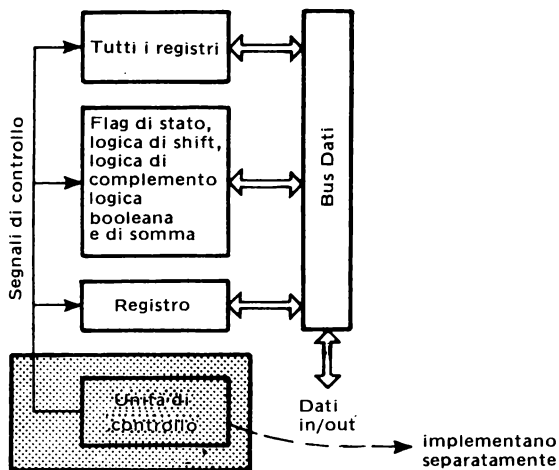 Tutti i registri
Flag di stato,
logica di shift,
logica di
complemento
logica
booleana
e di somma
Registro
Unità di
controllo
Segnali di controllo
Bus Dati
Dati
in/out
implementano
separatamente